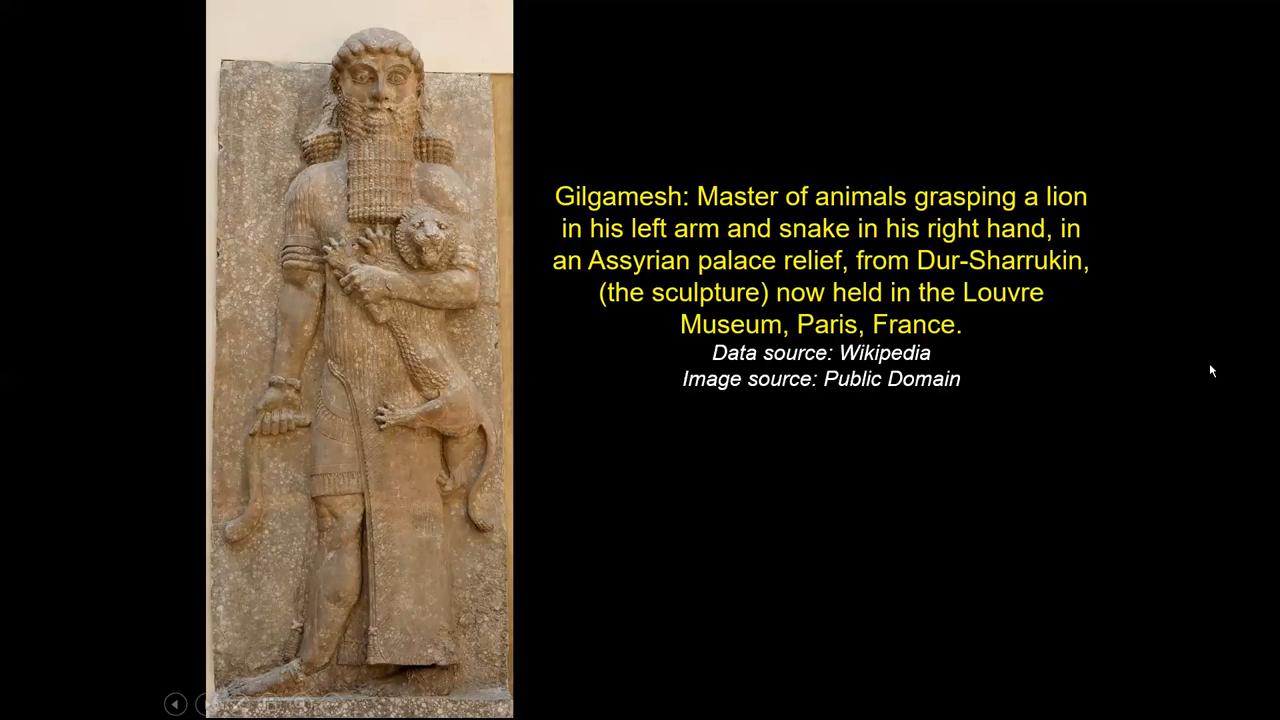 Gilgamesh: Master of animals grasping a lion
in his left arm and snake in his right hand, in
an Assyrian palace relief, from Dur-Sharrukin,
(the sculpture) now held in the Louvre
Museum, Paris, France.
Data source: Wikipedia
Image source: Public Domain